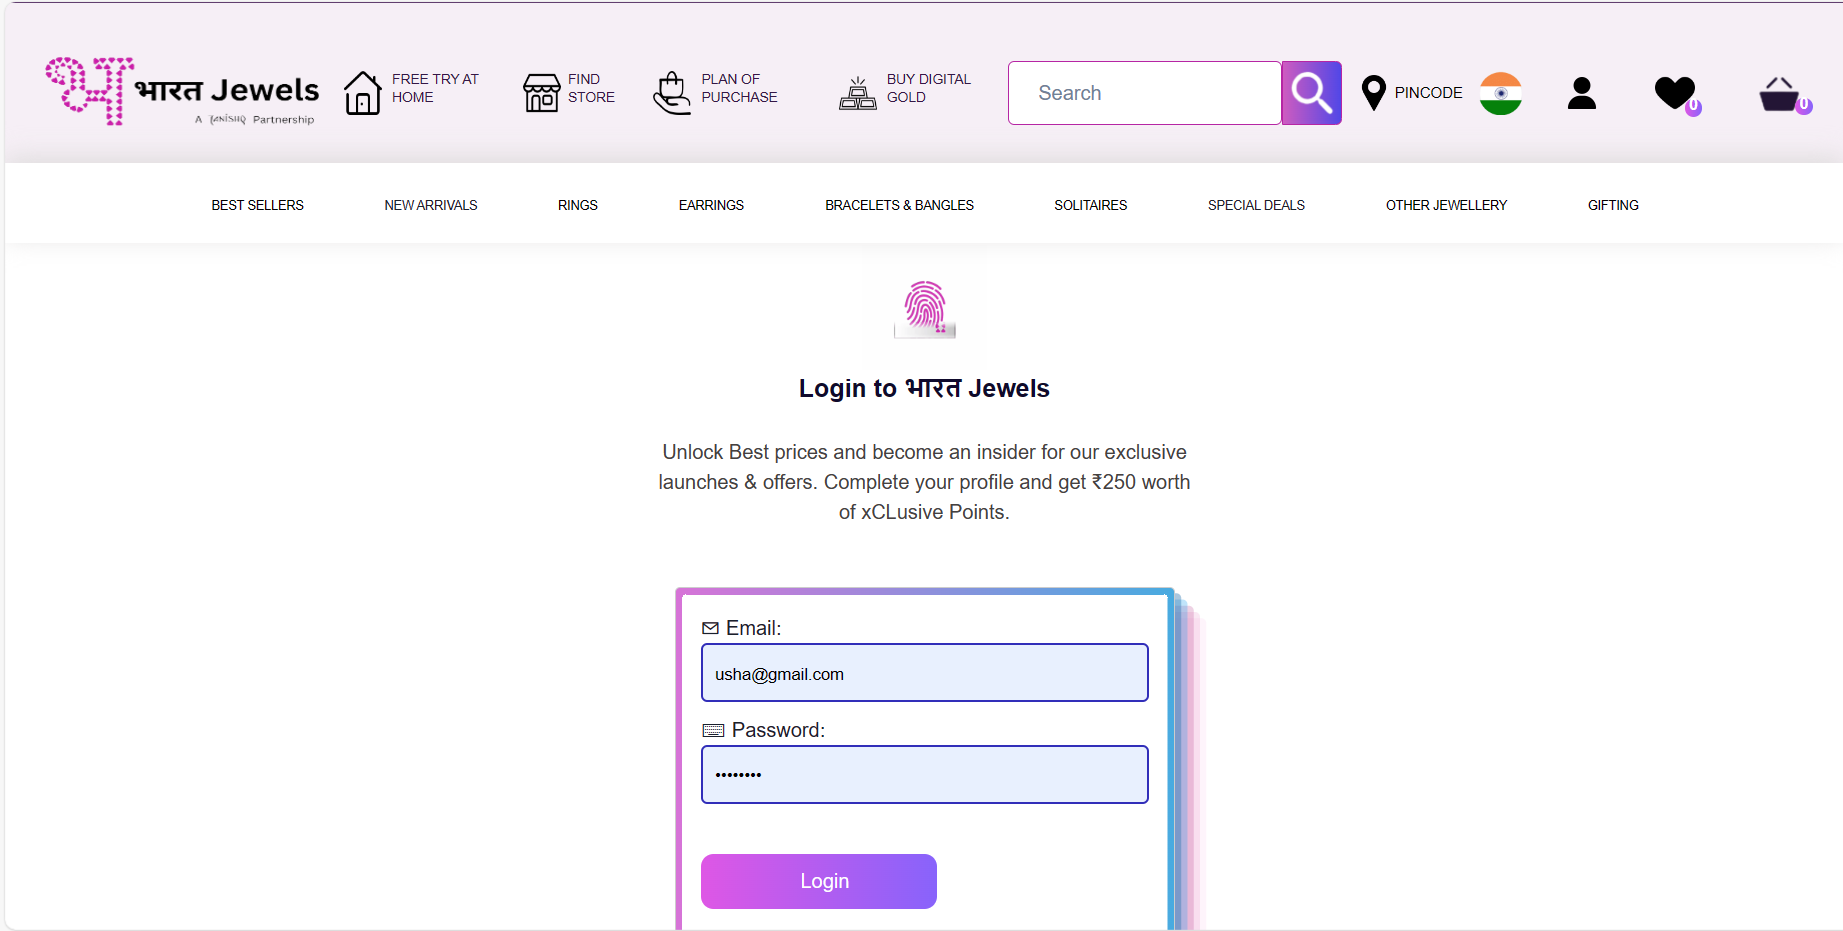 भ
भारत Jewels
A TANISHQ Partnership
FREE TRY AT
HOME
FIND
STORE
PLAN OF
PURCHASE
BUY DIGITAL
GOLD
Search
PINCODE
0
0
BEST SELLERS
NEW ARRIVALS
RINGS
EARRINGS
BRACELETS & BANGLES
SOLITAIRES
SPECIAL DEALS
OTHER JEWELLERY
GIFTING
Login to भारत Jewels
Unlock Best prices and become an insider for our exclusive
launches & offers. Complete your profile and get ₹250 worth
of xCLusive Points.
Email:
usha@gmail.com
Password:
••••••••
Login